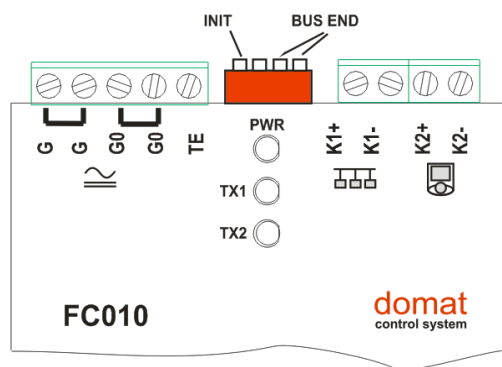 INIT BUS END
PWR
G G G0 G0 TE K1+ K1- K2+ K2-
TX1
TX2
FC010
domat
control system